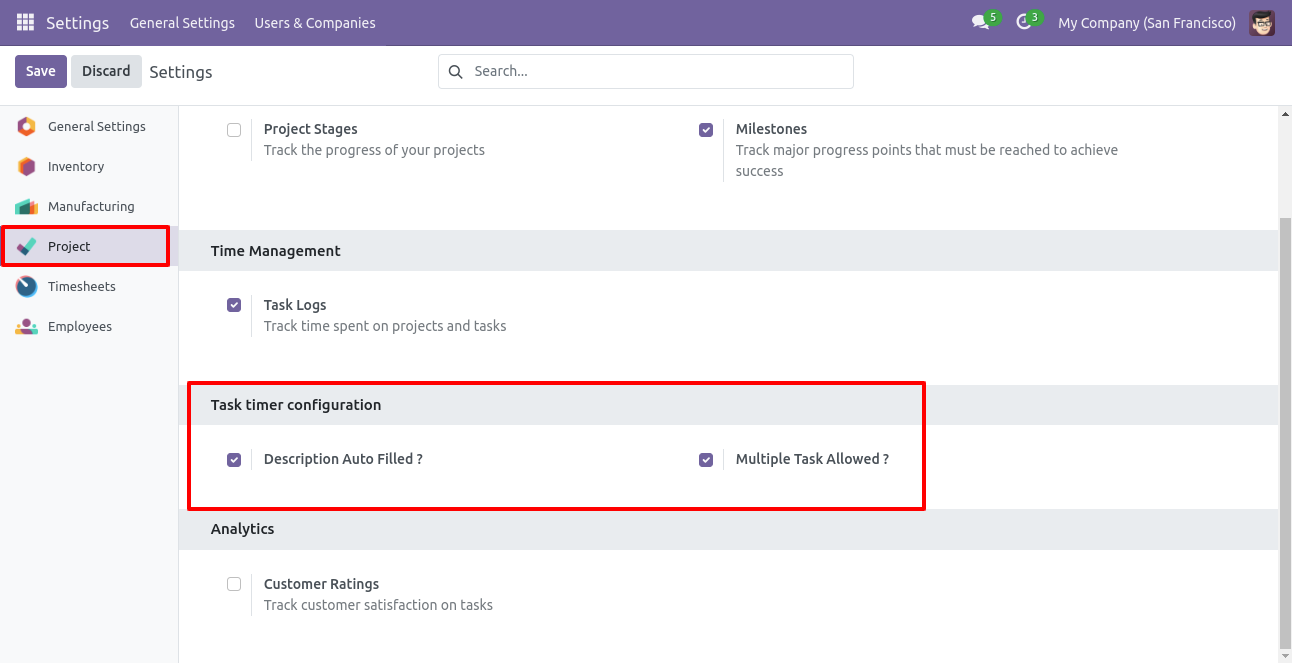 Settings General Settings Users & Companies 5 3 My Company (San Francisco)
Save Discard Settings Search...
General Settings
Inventory
Manufacturing
Project
Timesheets
Employees
Project Stages
Track the progress of your projects
Milestones
Track major progress points that must be reached to achieve
success
Time Management
Task Logs
Track time spent on projects and tasks
Task timer configuration
Description Auto Filled ?
Multiple Task Allowed ?
Analytics
Customer Ratings
Track customer satisfaction on tasks